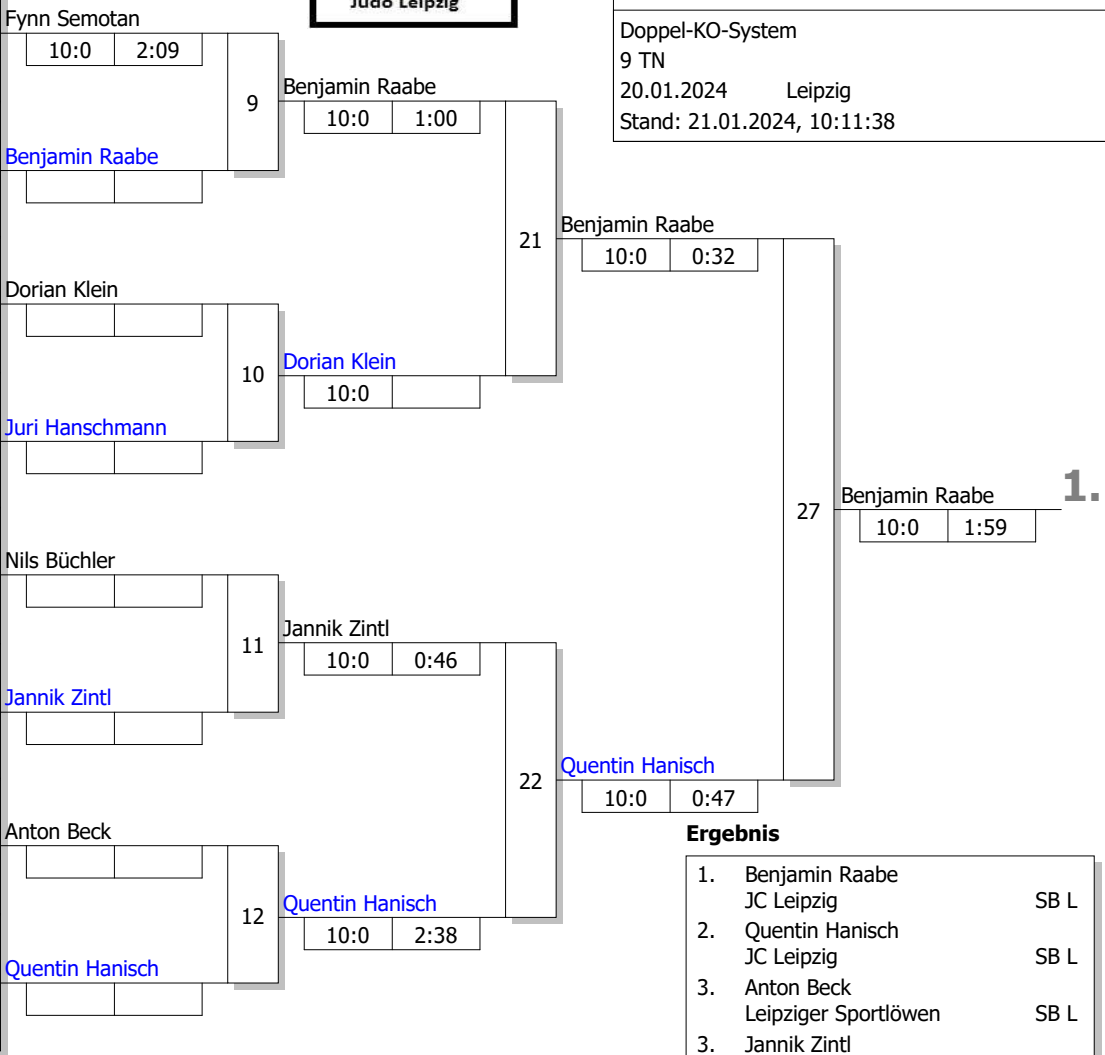 Judo Leipzig
Doppel-KO-System
9 TN
20.01.2024 Leipzig
Stand: 21.01.2024, 10:11:38
Fynn Semotan
10:0 2:09
9
Benjamin Raabe
10:0 1:00
Benjamin Raabe
21
Benjamin Raabe
10:0 0:32
Dorian Klein
10
Dorian Klein
10:0
Juri Hanschmann
27
Benjamin Raabe
10:0 1:59
1.
Nils Büchler
11
Jannik Zintl
10:0 0:46
Jannik Zintl
22
Quentin Hanisch
10:0 0:47
Anton Beck
12
Quentin Hanisch
10:0 2:38
Quentin Hanisch
Ergebnis
1. Benjamin Raabe
JC Leipzig SB L
2. Quentin Hanisch
JC Leipzig SB L
3. Anton Beck
Leipziger Sportlöwen SB L
3. Jannik Zintl